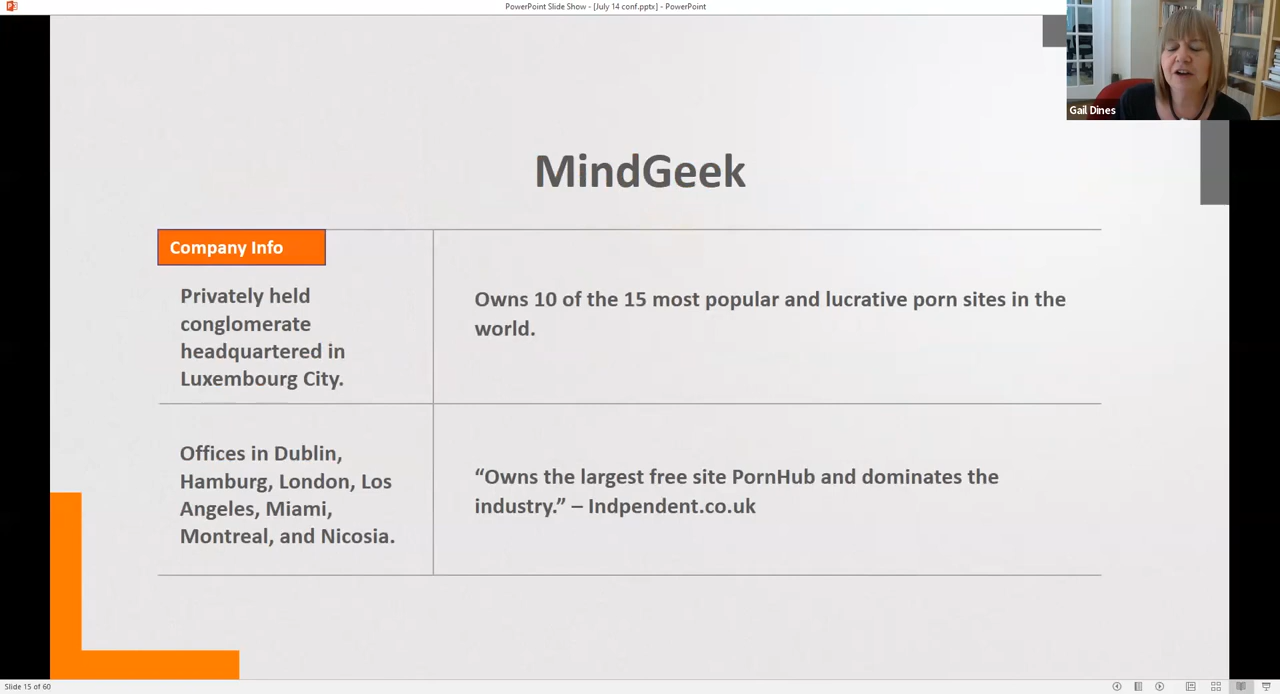 PowerPoint Slide Show - [July 14 conf.pptx] - PowerPoint
Gail Dines
MindGeek
Company Info
Privately held
conglomerate
headquartered in
Luxembourg City.
Owns 10 of the 15 most popular and lucrative porn sites in the
world.
Offices in Dublin,
Hamburg, London, Los
Angeles, Miami,
Montreal, and Nicosia.
“Owns the largest free site PornHub and dominates the
industry.” – Indpendent.co.uk
Slide 15 of 60